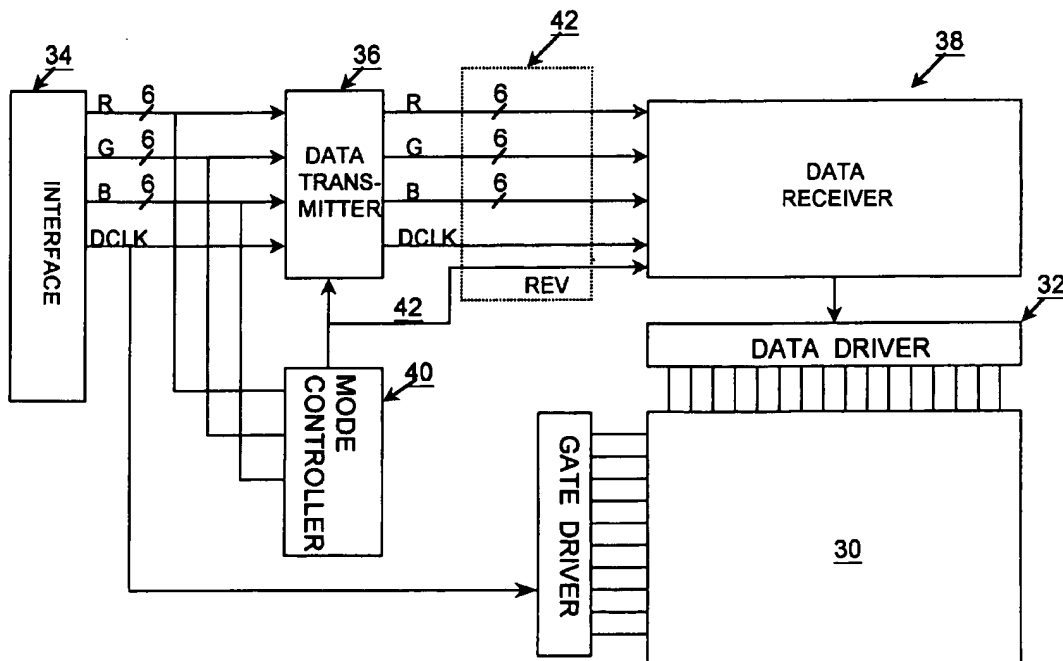 34
36
42
38
R 6
G 6
B 6
DCLK
INTERFACE
DATA
TRANS-
MITTER
R 6
G 6
B 6
DCLK
REV
DATA
RECEIVER
42
40
MODE
CONTROLLER
32
DATA DRIVER
GATE DRIVER
30